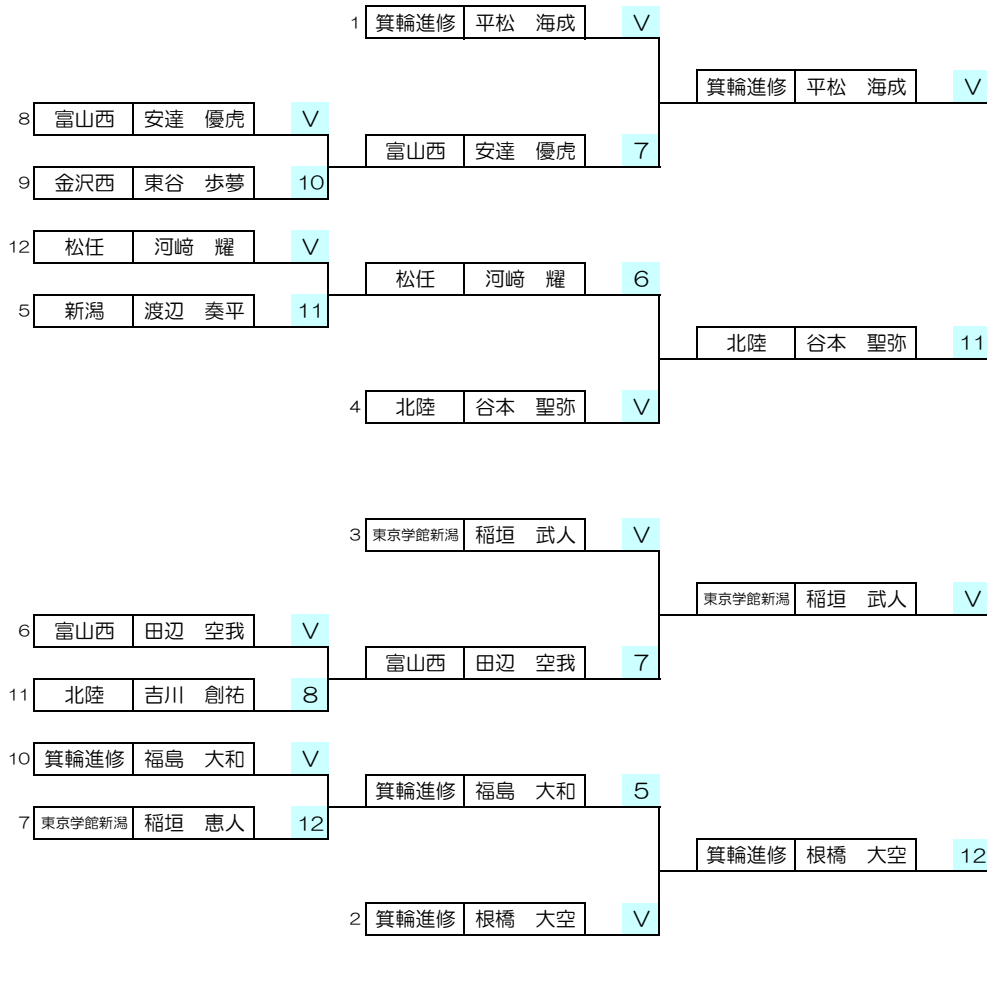 1 箕輪進修 平松 海成 V
箕輪進修 平松 海成 V
8 富山西 安達 優虎 V
富山西 安達 優虎 7
9 金沢西 東谷 歩夢 10
12 松任 河﨑 耀 V
松任 河﨑 耀 6
5 新潟 渡辺 奏平 11
北陸 谷本 聖弥 11
4 北陸 谷本 聖弥 V
3 東京学館新潟 稲垣 武人 V
東京学館新潟 稲垣 武人 V
6 富山西 田辺 空我 V
富山西 田辺 空我 7
11 北陸 吉川 創祐 8
10 箕輪進修 福島 大和 V
箕輪進修 福島 大和 5
7 東京学館新潟 稲垣 恵人 12
箕輪進修 根橋 大空 12
2 箕輪進修 根橋 大空 V